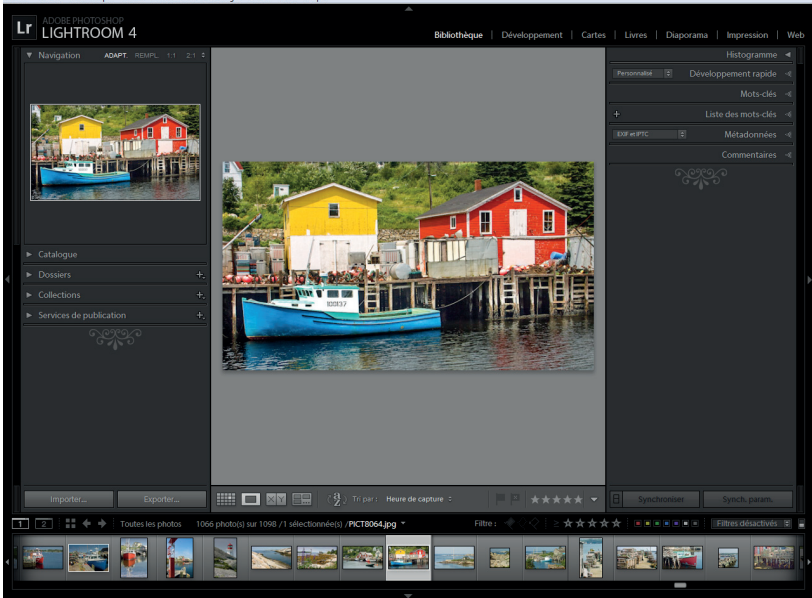 Lr ADOBE PHOTOSHOP
LIGHTROOM 4
Bibliothèque | Développement | Cartes | Livres | Diaporama | Impression | Web
Navigation ADAPT. REMPL. 1:1 2:1
Catalogue
Dossiers
Collections
Services de publication
100137
Histogramme
Personnalisé Développement rapide
Mots-clés
Liste des mots-clés
EXIF et IPTC Métadonnées
Commentaires
Importer... Exporter...
XY
Tri par : Heure de capture
Synchroniser Synch. param.
1 2 Toutes les photos 1066 photo(s) sur 1098 /1 sélectionnée(s) /PICT8064.jpg Filtre : Filtres désactivés